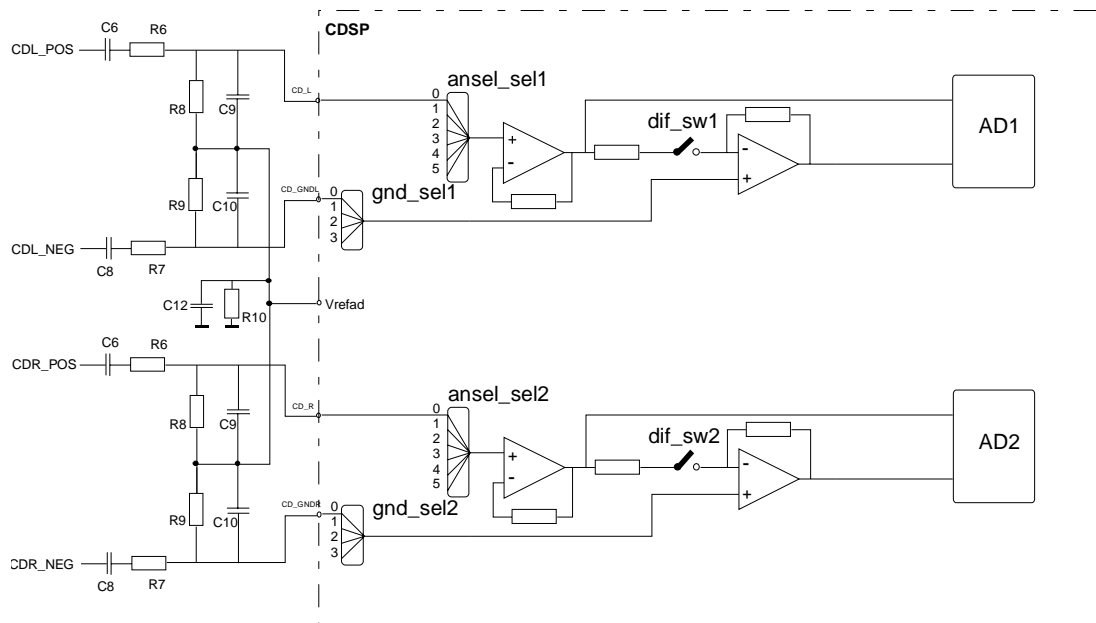 CDSP
C6
R6
CDL_POS
ansel_sel1
R8
C9
CD_L
0
1
2
3
4
5
+
-
dif_sw1
-
+
AD1
R9
C10
CD_GNDL
gnd_sel1
0
1
2
3
CDL_NEG
C8
R7
C12
R10
Vrefad
C6
R6
CDR_POS
ansel_sel2
R8
C9
CD_R
0
1
2
3
4
5
+
-
dif_sw2
-
+
AD2
R9
C10
CD_GNDR
gnd_sel2
0
1
2
3
CDR_NEG
C8
R7